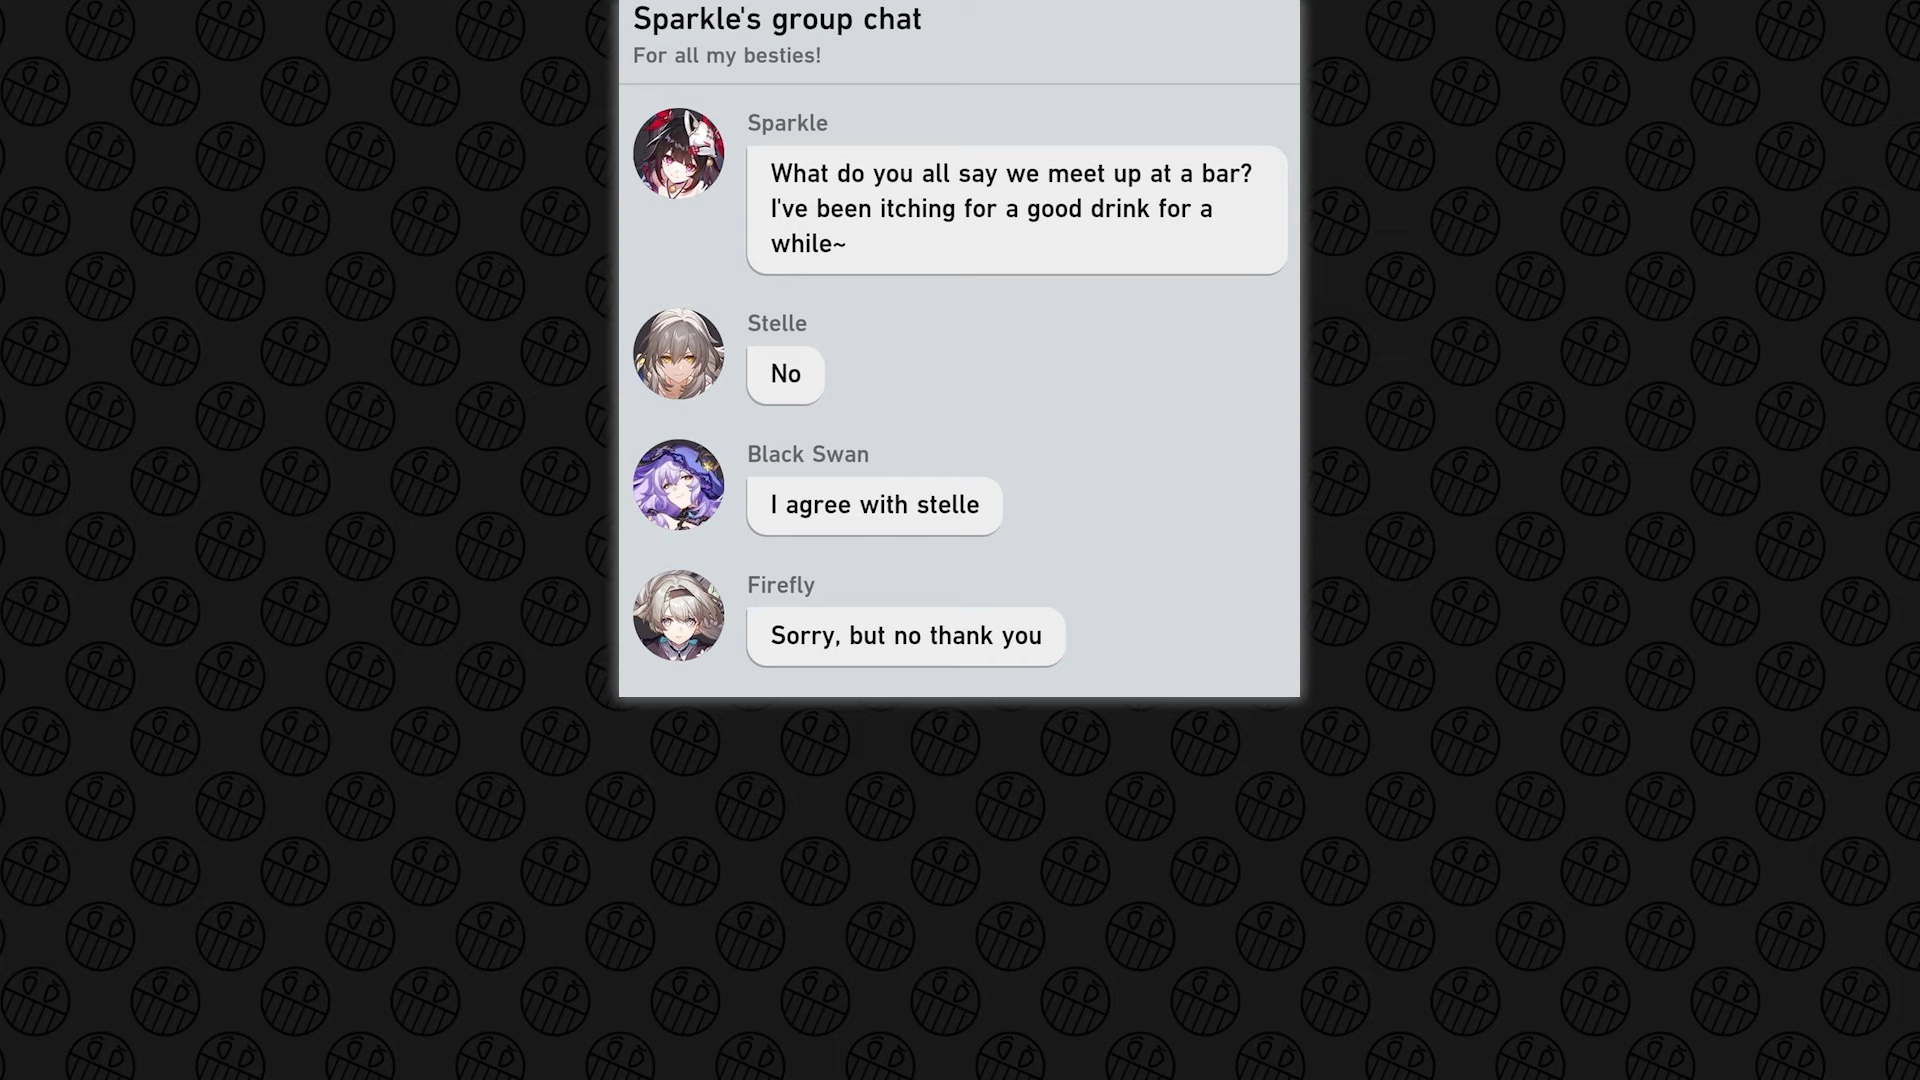 Sparkle's group chat
For all my besties!
Sparkle
What do you all say we meet up at a bar?
I've been itching for a good drink for a
while~
Stelle
No
Black Swan
I agree with stelle
Firefly
Sorry, but no thank you